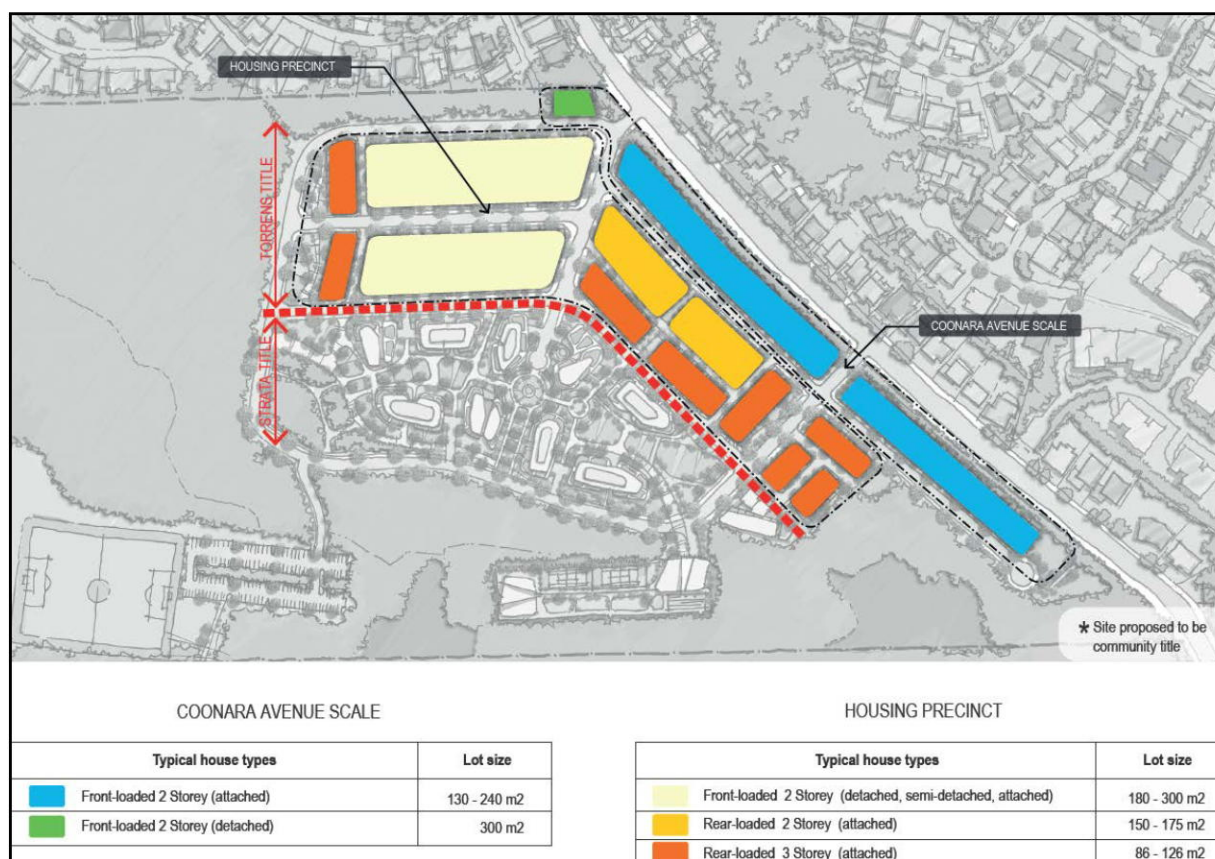 HOUSING PRECINCT
TORRENS TITLE
COONARA AVENUE SCALE
STRATA TITLE
* Site proposed to be
community title
COONARA AVENUE SCALE
Typical house types Lot size
Front-loaded 2 Storey (attached) 130 - 240 m2
Front-loaded 2 Storey (detached) 300 m2
HOUSING PRECINCT
Typical house types Lot size
Front-loaded 2 Storey (detached, semi-detached, attached) 180 - 300 m2
Rear-loaded 2 Storey (attached) 150 - 175 m2
Rear-loaded 3 Storey (attached) 86 - 126 m2